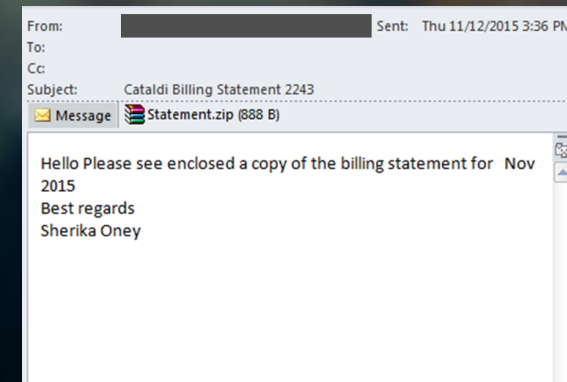 From: Sent: Thu 11/12/2015 3:36 PM
To:
Cc:
Subject: Cataldi Billing Statement 2243
Message Statement.zip (888 B)
Hello Please see enclosed a copy of the billing statement for Nov
2015
Best regards
Sherika Oney